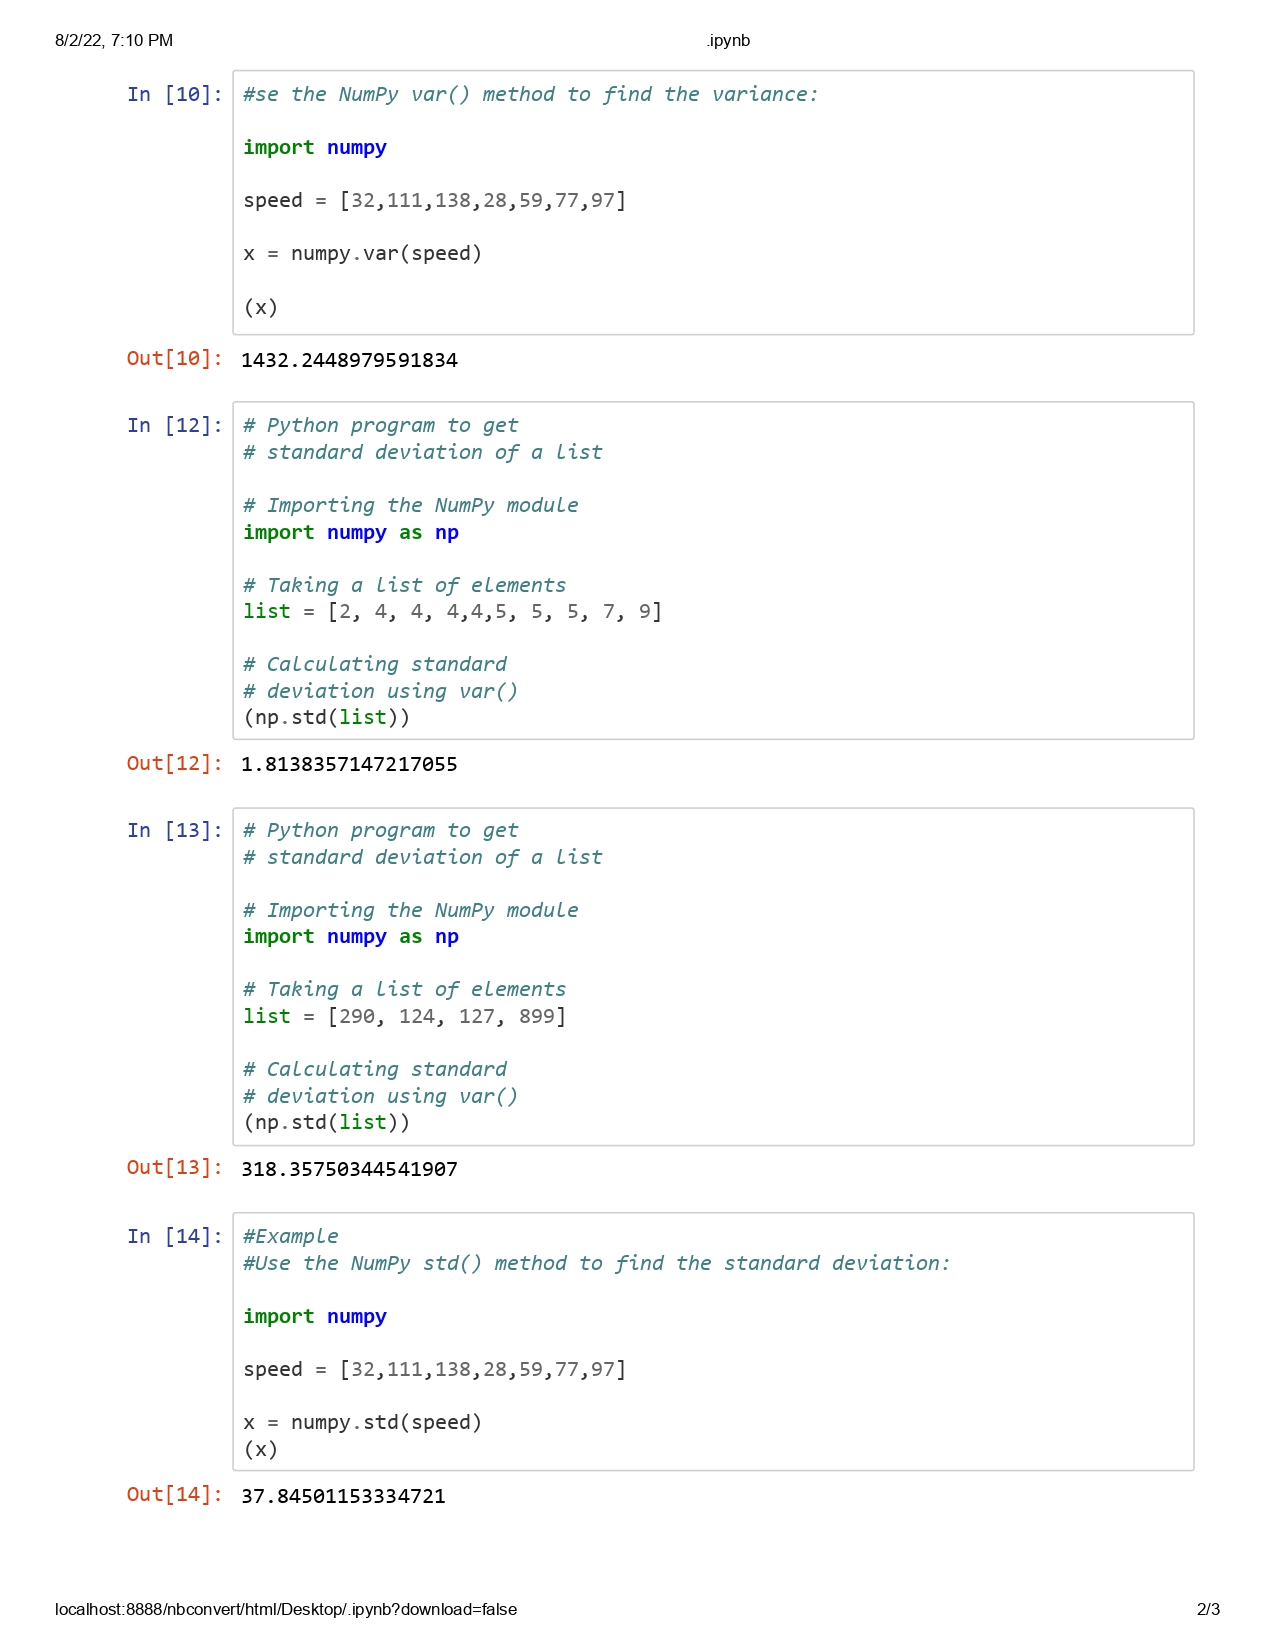 8/2/22, 7:10 PM .ipynb
In [10]: #se the NumPy var() method to find the variance:
import numpy
speed = [32,111,138,28,59,77,97]
x = numpy.var(speed)
(x)
Out[10]: 1432.2448979591834
In [12]: # Python program to get
# standard deviation of a list
# Importing the NumPy module
import numpy as np
# Taking a list of elements
list = [2, 4, 4, 4,4,5, 5, 5, 7, 9]
# Calculating standard
# deviation using var()
(np.std(list))
Out[12]: 1.8138357147217055
In [13]: # Python program to get
# standard deviation of a list
# Importing the NumPy module
import numpy as np
# Taking a list of elements
list = [290, 124, 127, 899]
# Calculating standard
# deviation using var()
(np.std(list))
Out[13]: 318.35750344541907
In [14]: #Example
#Use the NumPy std() method to find the standard deviation:
import numpy
speed = [32,111,138,28,59,77,97]
x = numpy.std(speed)
(x)
Out[14]: 37.84501153334721
localhost:8888/nbconvert/html/Desktop/.ipynb?download=false 2/3